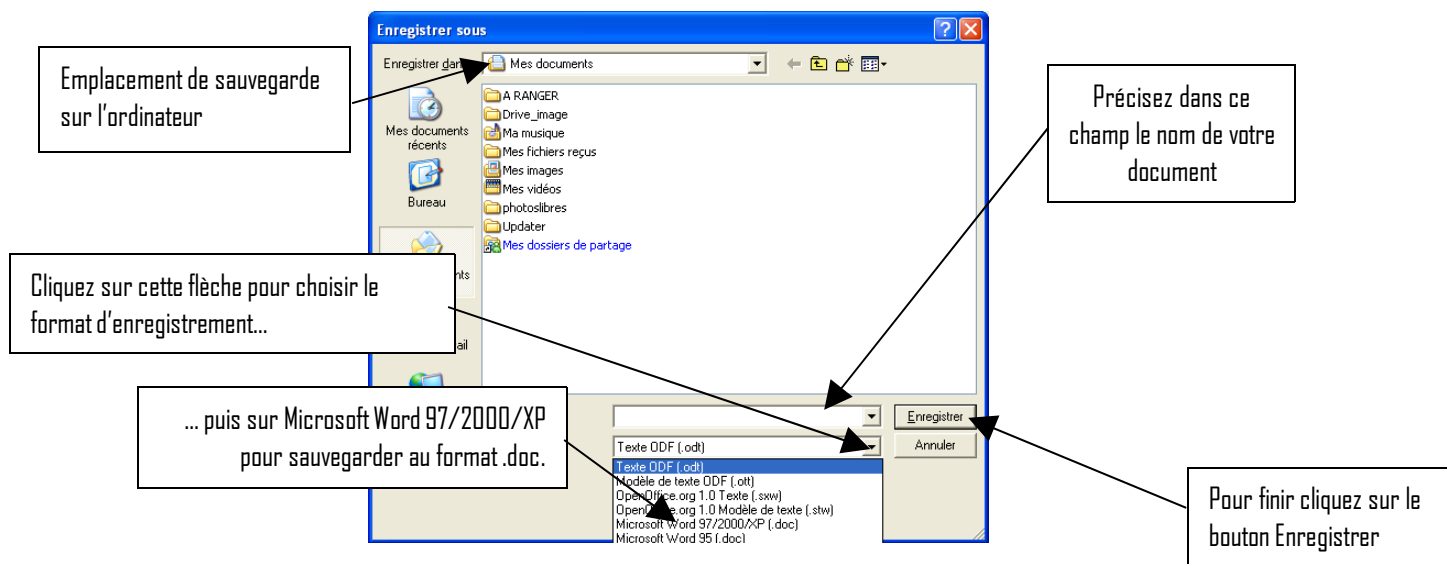 Enregistrer sous
Emplacement de sauvegarde
sur l'ordinateur
Enregistrer dans
Mes documents
Mes documents
récents
Bureau
A RANGER
Drive_image
Ma musique
Mes fichiers reçus
Mes images
Mes vidéos
photoslibres
Updater
Mes dossiers de partage
Précisez dans ce
champ le nom de votre
document
Cliquez sur cette flèche pour choisir le
format d'enregistrement...
... puis sur Microsoft Word 97/2000/XP
pour sauvegarder au format .doc.
Enregistrer
Texte ODF (.odt)
Annuler
Texte ODF (.odt)
Modèle de texte ODF (.ott)
OpenOffice.org 1.0 Texte (.sxw)
OpenOffice.org 1.0 Modèle de texte (.stw)
Microsoft Word 97/2000/XP (.doc)
Microsoft Word 95 (.doc)
Pour finir cliquez sur le
bouton Enregistrer